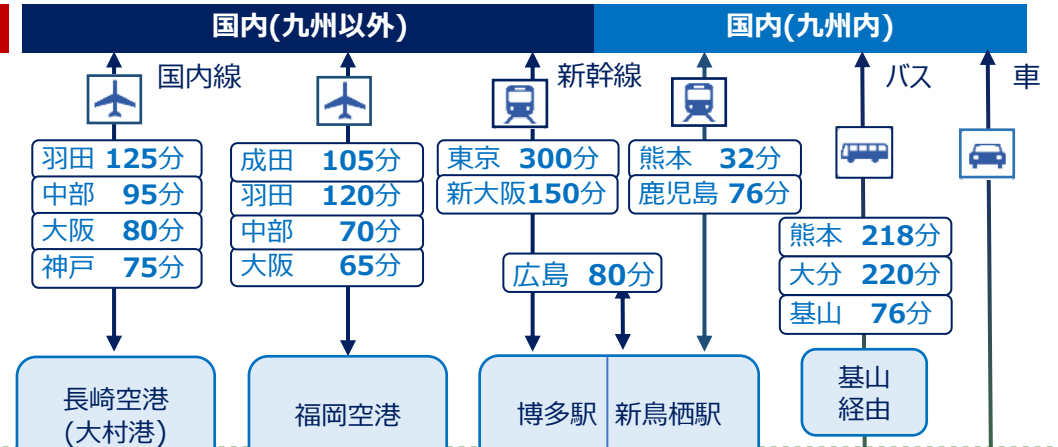 国内(九州以外)
国内(九州内)
国内線
新幹線
バス
車
羽田 125分
中部 95分
大阪 80分
神戸 75分
成田 105分
羽田 120分
中部 70分
大阪 65分
東京 300分
新大阪150分
広島 80分
熊本 32分
鹿児島 76分
熊本 218分
大分 220分
基山 76分
長崎空港
(大村港)
福岡空港
博多駅
新鳥栖駅
基山
経由